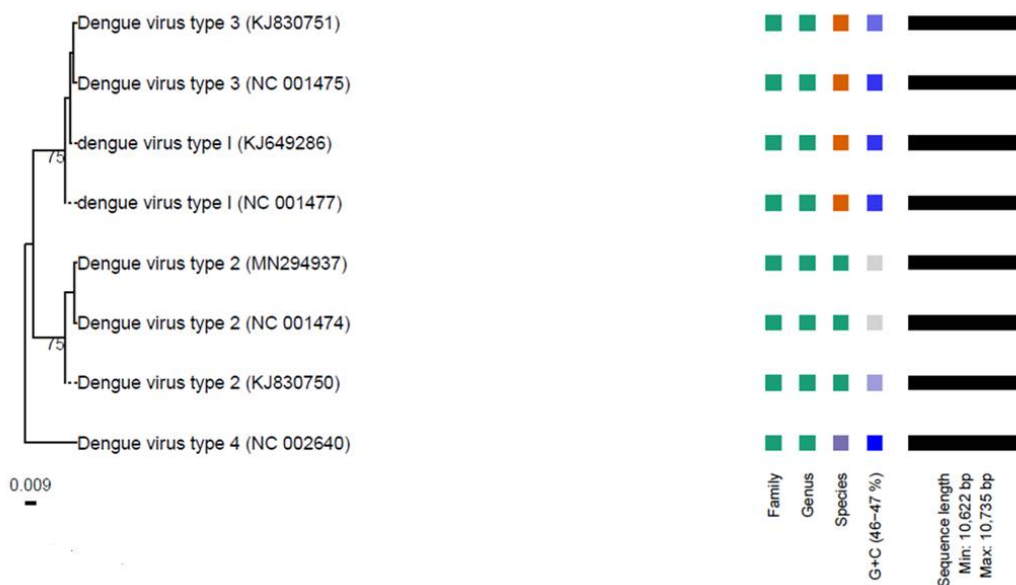 Dengue virus type 3 (KJ830751)
Dengue virus type 3 (NC 001475)
dengue virus type I (KJ649286)
75
dengue virus type I (NC 001477)
Dengue virus type 2 (MN294937)
Dengue virus type 2 (NC 001474)
75
Dengue virus type 2 (KJ830750)
Dengue virus type 4 (NC 002640)
0.009
Family
Genus
Species
G+C (46–47 %)
Sequence length
Min: 10,622 bp
Max: 10,735 bp